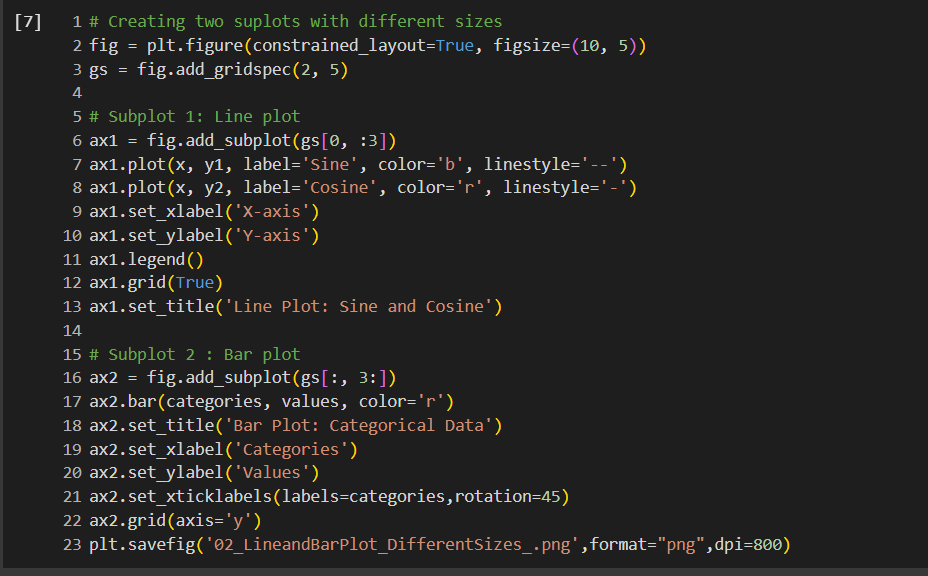 [7] 1 # Creating two suplots with different sizes
2 fig = plt.figure(constrained_layout=True, figsize=(10, 5))
3 gs = fig.add_gridspec(2, 5)
4
5 # Subplot 1: Line plot
6 ax1 = fig.add_subplot(gs[0, :3])
7 ax1.plot(x, y1, label='Sine', color='b', linestyle='--')
8 ax1.plot(x, y2, label='Cosine', color='r', linestyle='-')
9 ax1.set_xlabel('X-axis')
10 ax1.set_ylabel('Y-axis')
11 ax1.legend()
12 ax1.grid(True)
13 ax1.set_title('Line Plot: Sine and Cosine')
14
15 # Subplot 2 : Bar plot
16 ax2 = fig.add_subplot(gs[:, 3:])
17 ax2.bar(categories, values, color='r')
18 ax2.set_title('Bar Plot: Categorical Data')
19 ax2.set_xlabel('Categories')
20 ax2.set_ylabel('Values')
21 ax2.set_xticklabels(labels=categories,rotation=45)
22 ax2.grid(axis='y')
23 plt.savefig('02_LineandBarPlot_DifferentSizes_.png',format="png",dpi=800)